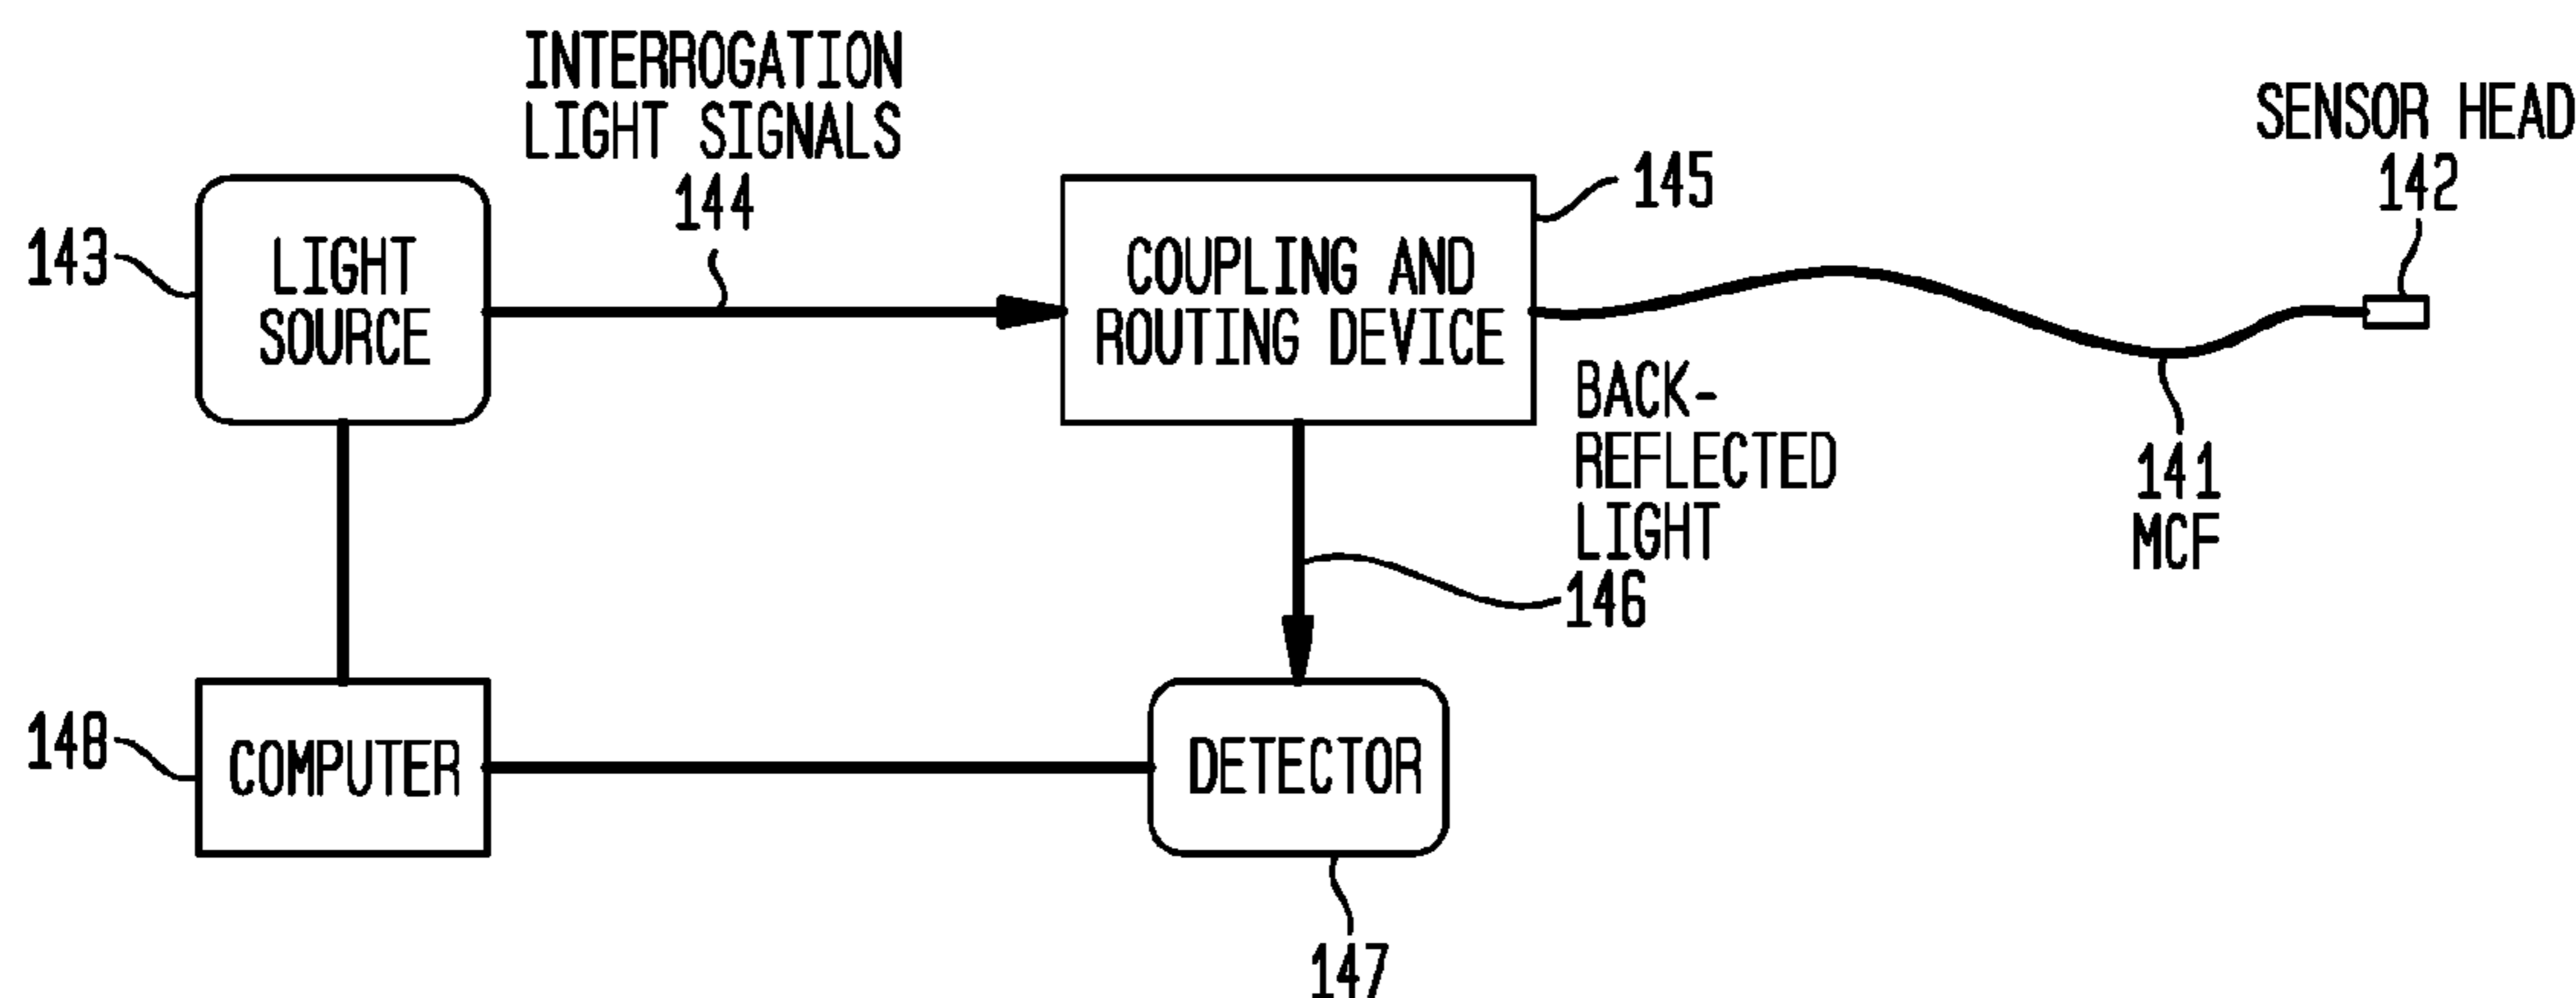 INTERROGATION
LIGHT SIGNALS
144
SENSOR HEAD
142
143
LIGHT
SOURCE
145
COUPLING AND
ROUTING DEVICE
BACK-
REFLECTED
LIGHT
146
141
MCF
148
COMPUTER
DETECTOR
147